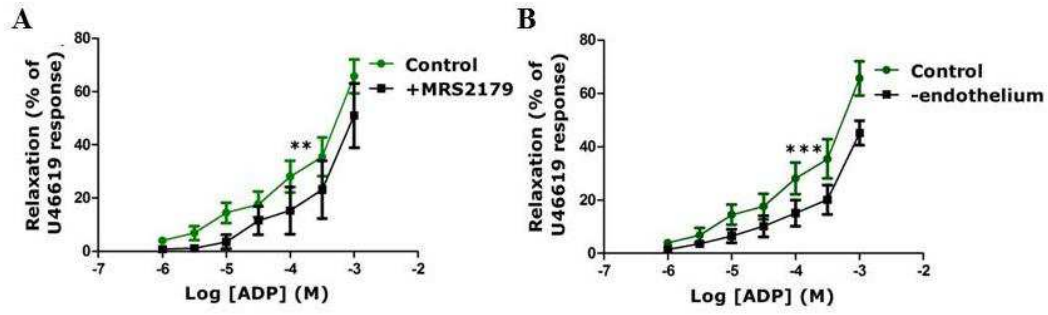 A
Relaxation (% of
U46619 response)
80
60
40
20
0
-7
-6
-5
-4
-3
-2
Log [ADP] (M)
**
Control
+MRS2179
B
Relaxation (% of
U46619 response)
80
60
40
20
0
-7
-6
-5
-4
-3
-2
Log [ADP] (M)
***
Control
-endothelium